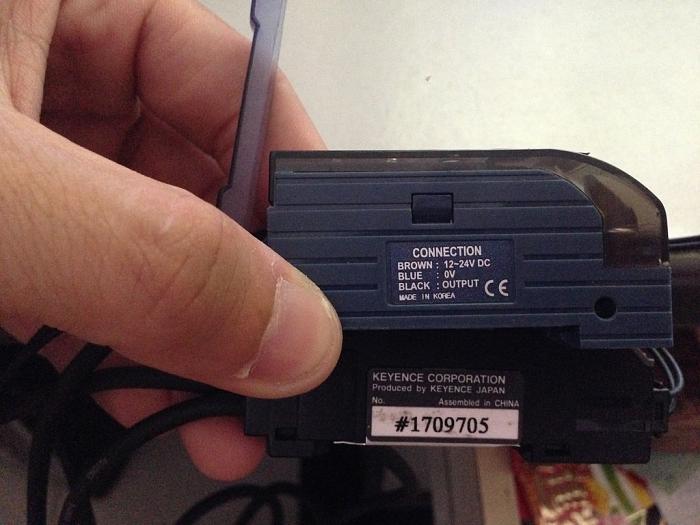 CONNECTION
BROWN : 12~24V DC
BLUE : 0V
BLACK : OUTPUT
MADE IN KOREA CE
KEYENCE CORPORATION
Produced by KEYENCE JAPAN
No. Assembled in CHINA
#1709705